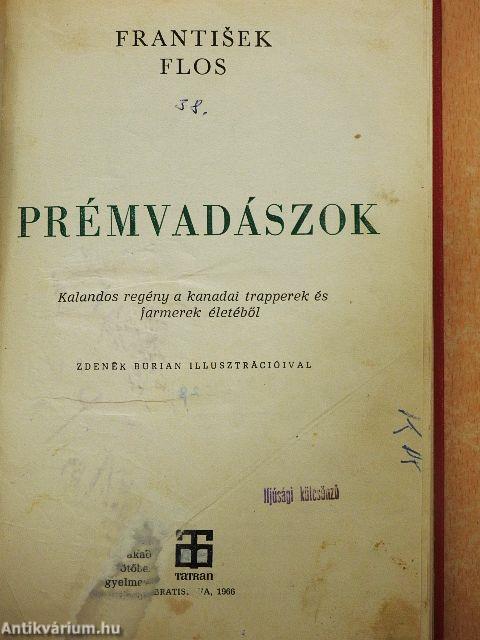 FRANTIŠEK
FLOS
38.
PRÉMVADÁSZOK
Kalandos regény a kanadai trapperek és
farmerek életéből
ZDENĚK BURIAN ILLUSZTRÁCIÓIVAL
Ifjúsági kölcsönző
TATRAN
1966
Antikvárium.hu